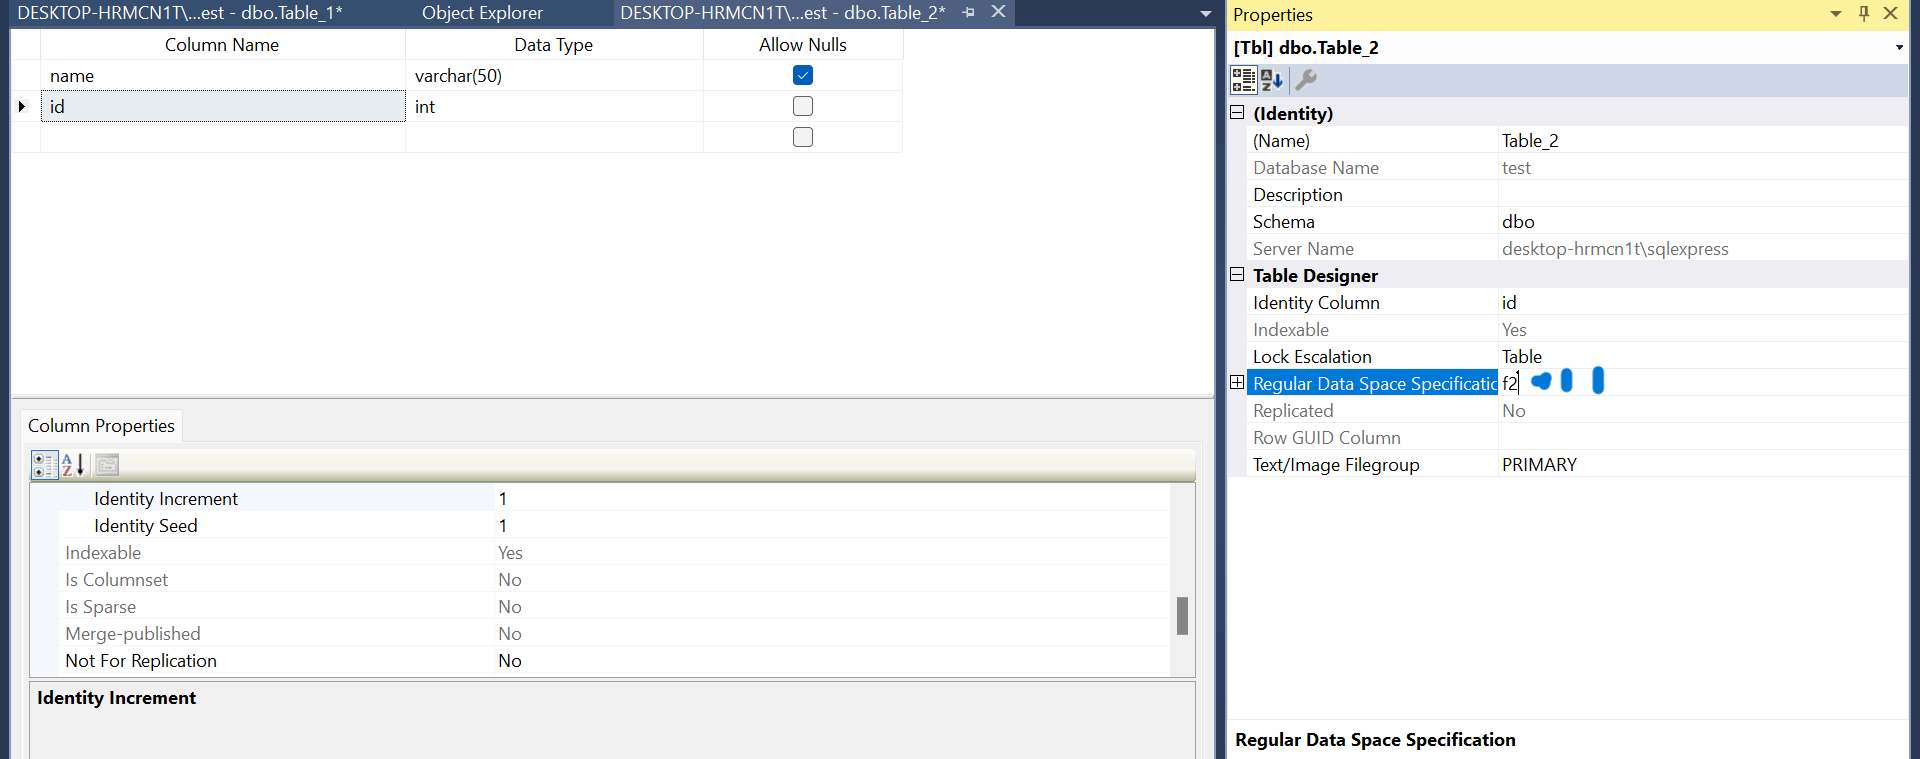 DESKTOP-HRMCN1T\...est - dbo.Table_1*
Object Explorer
DESKTOP-HRMCN1T\...est - dbo.Table_2*
Column Name Data Type Allow Nulls
name varchar(50)
id int
Column Properties
Identity Increment 1
Identity Seed 1
Indexable Yes
Is Columnset No
Is Sparse No
Merge-published No
Not For Replication No
Identity Increment
Properties
[Tbl] dbo.Table_2
(Identity)
(Name) Table_2
Database Name test
Description
Schema dbo
Server Name desktop-hrmcn1t\sqlexpress
Table Designer
Identity Column id
Indexable Yes
Lock Escalation Table
Regular Data Space Specificatic f2
Replicated No
Row GUID Column
Text/Image Filegroup PRIMARY
Regular Data Space Specification